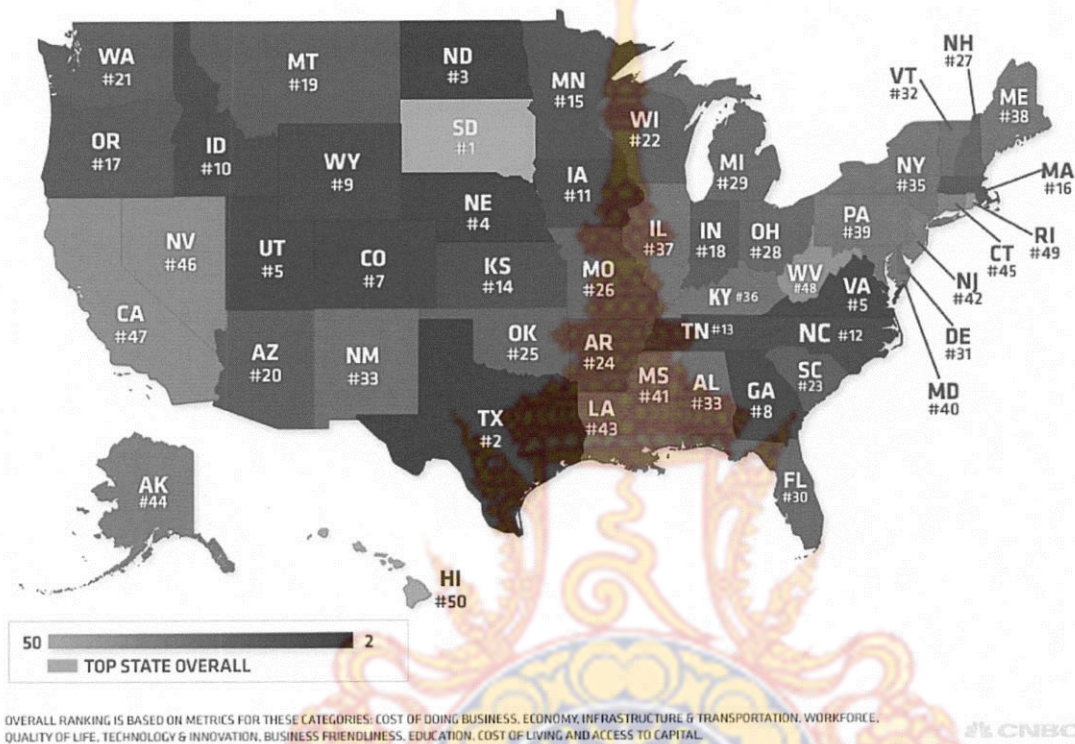 WA
#21
MT
#19
ND
#3
MN
#15
NH
#27
VT
#32
ME
#38
OR
#17
ID
#10
WY
#9
SD
#1
WI
#22
MI
#29
NY
#35
MA
#16
NE
#4
IA
#11
NV
#46
UT
#5
CO
#7
KS
#14
MO
#26
IL
#37
IN
#18
OH
#28
PA
#39
WV
#48
VA
#5
KY #36
RI
#49
CT
#45
NJ
#42
DE
#31
MD
#40
CA
#47
AZ
#20
NM
#33
OK
#25
AR
#24
TN #13
NC #12
SC
#23
MS
#41
AL
#33
GA
#8
TX
#2
LA
#43
FL
#30
AK
#44
HI
#50
50 2
TOP STATE OVERALL
OVERALL RANKING IS BASED ON METRICS FOR THESE CATEGORIES: COST OF DOING BUSINESS, ECONOMY, INFRASTRUCTURE & TRANSPORTATION, WORKFORCE,
QUALITY OF LIFE, TECHNOLOGY & INNOVATION, BUSINESS FRIENDLINESS, EDUCATION, COST OF LIVING AND ACCESS TO CAPITAL.
CNBC